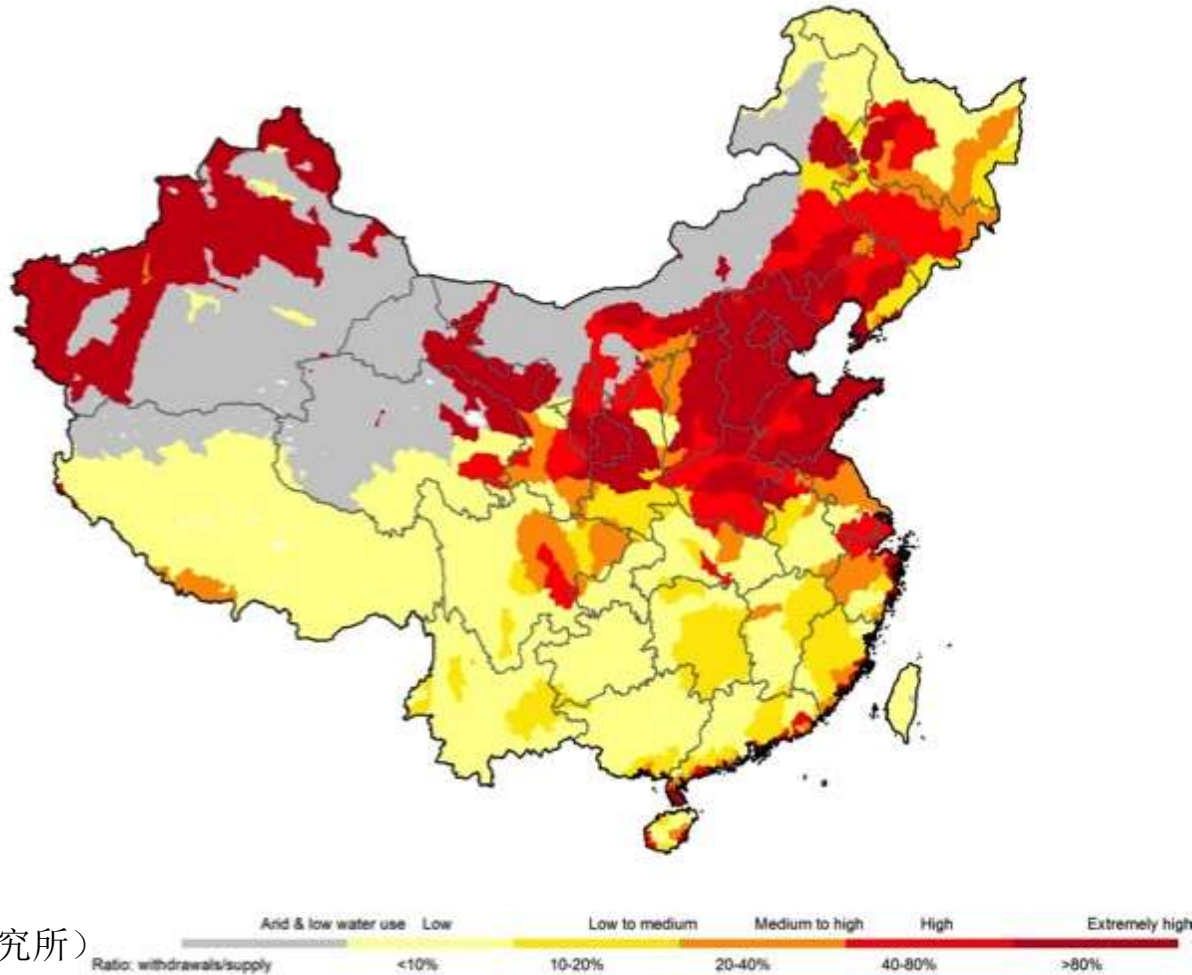 Arid & low water use Low Low to medium Medium to high High Extremely high
究所）
Ratio: withdrawals/supply <10% 10-20% 20-40% 40-80% >80%